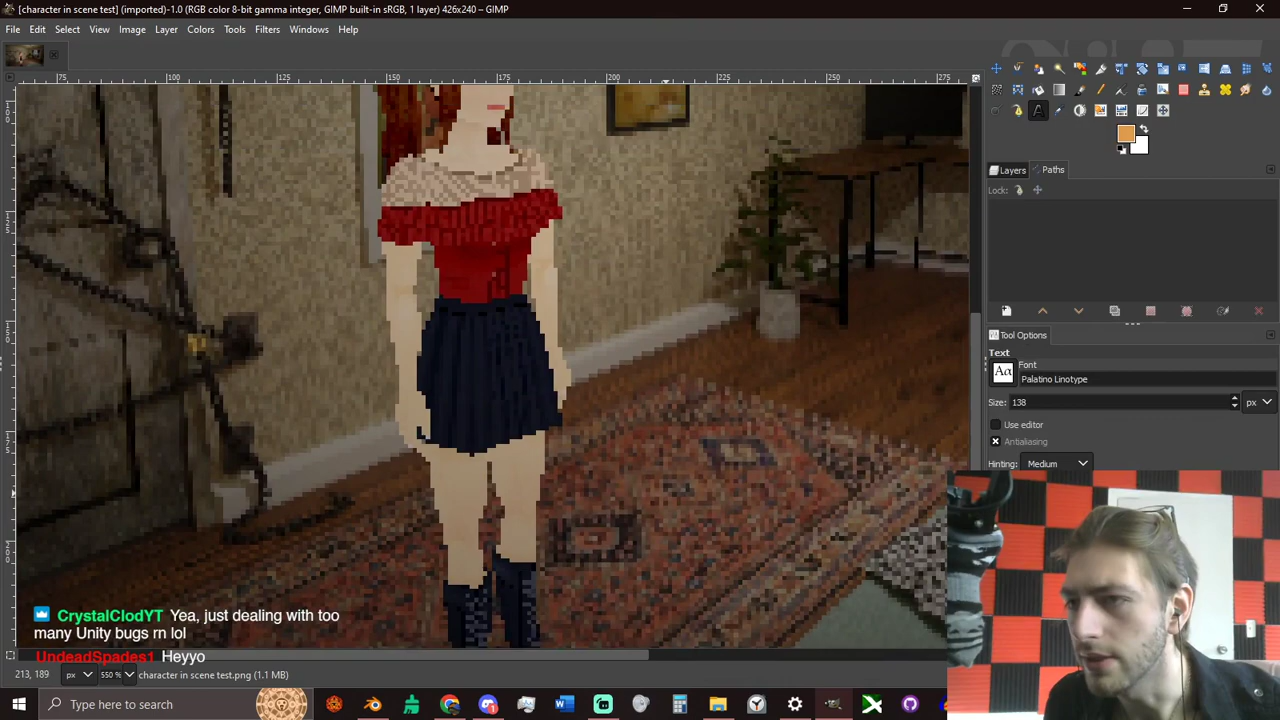 [character in scene test] (imported)-1.0 (RGB color 8-bit gamma integer, GIMP built-in sRGB, 1 layer) 426x240 – GIMP
File Edit Select View Image Layer Colors Tools Filters Windows Help
75 100 125 150 175 200 225 250 275
Layers Paths
Lock:
Tool Options
Text
Font
Aα Palatino Linotype
Size: 138 px
Use editor
Antialiasing
Hinting: Medium
CrystalClodYT Yea, just dealing with too
many Unity bugs rn lol
UndeadSpades1 Heyyo
213, 189 px 550 % character in scene test.png (1.1 MB)
Type here to search